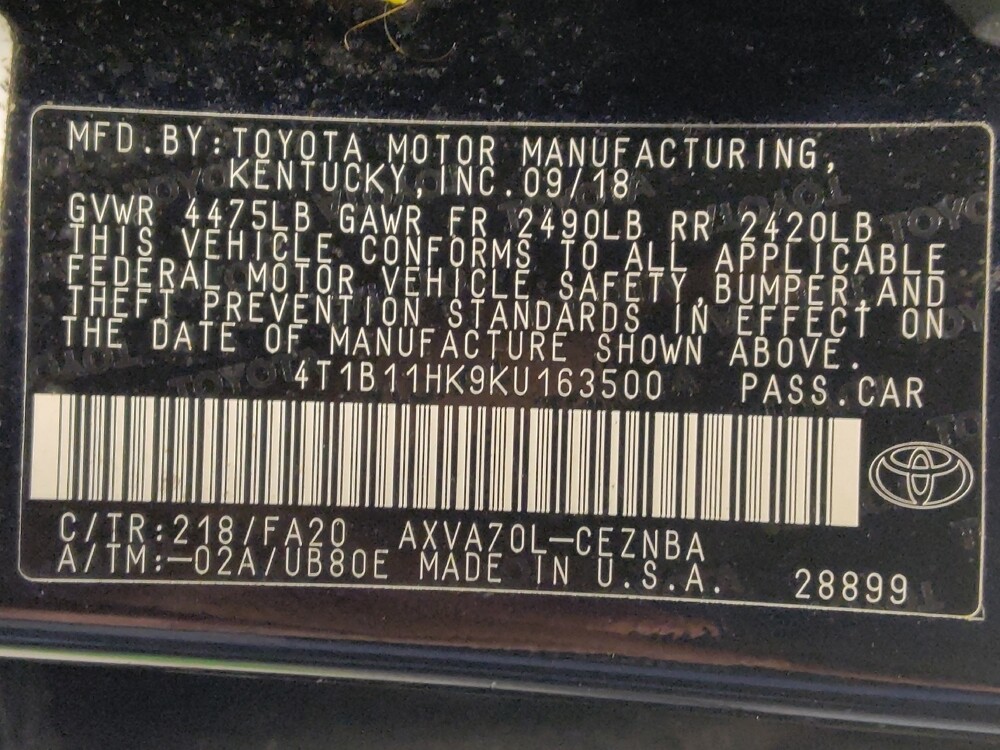 MFD.BY:TOYOTA MOTOR MANUFACTURING,
KENTUCKY,INC.09/18
GVWR 4475LB GAWR FR 2490LB RR 2420LB
THIS VEHICLE CONFORMS TO ALL APPLICABLE
FEDERAL MOTOR VEHICLE SAFETY,BUMPER,AND
THEFT PREVENTION STANDARDS IN EFFECT ON
THE DATE OF MANUFACTURE SHOWN ABOVE.
4T1B11HK9KU163500 PASS.CAR
C/TR:218/FA20 AXVA70L-CEZNBA
A/TM:-02A/UB80E MADE IN U.S.A. 28899